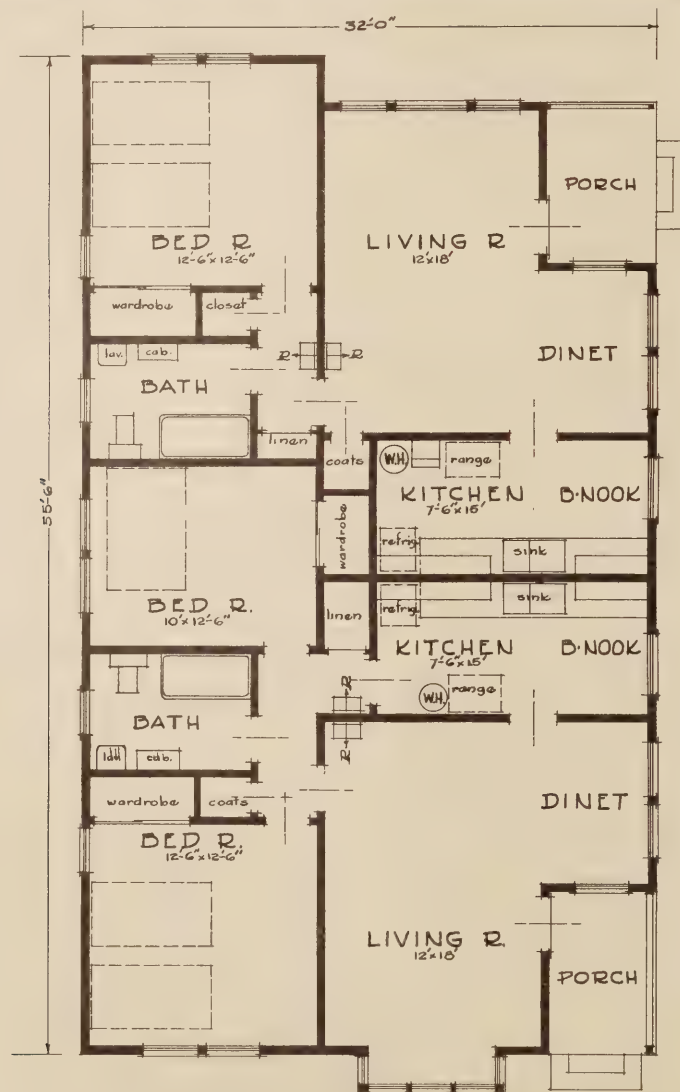 32'-0"
55'-6"
BED R.
12'-6"x12'-6"
LIVING R
12'x18'
PORCH
wardrobe
closet
lav.
cab.
R
R
DINET
BATH
linen
coats
W.H.
range
KITCHEN
7'-6"x15'
B·NOOK
wardrobe
refrig.
sink
BED R.
10'x12'-6"
linen
refrig.
sink
KITCHEN
7'-6"x15'
B·NOOK
R
W.H.
range
BATH
R
lav.
cab.
wardrobe
coats
DINET
BED R.
12'-6"x12'-6"
LIVING R.
12'x18'
PORCH